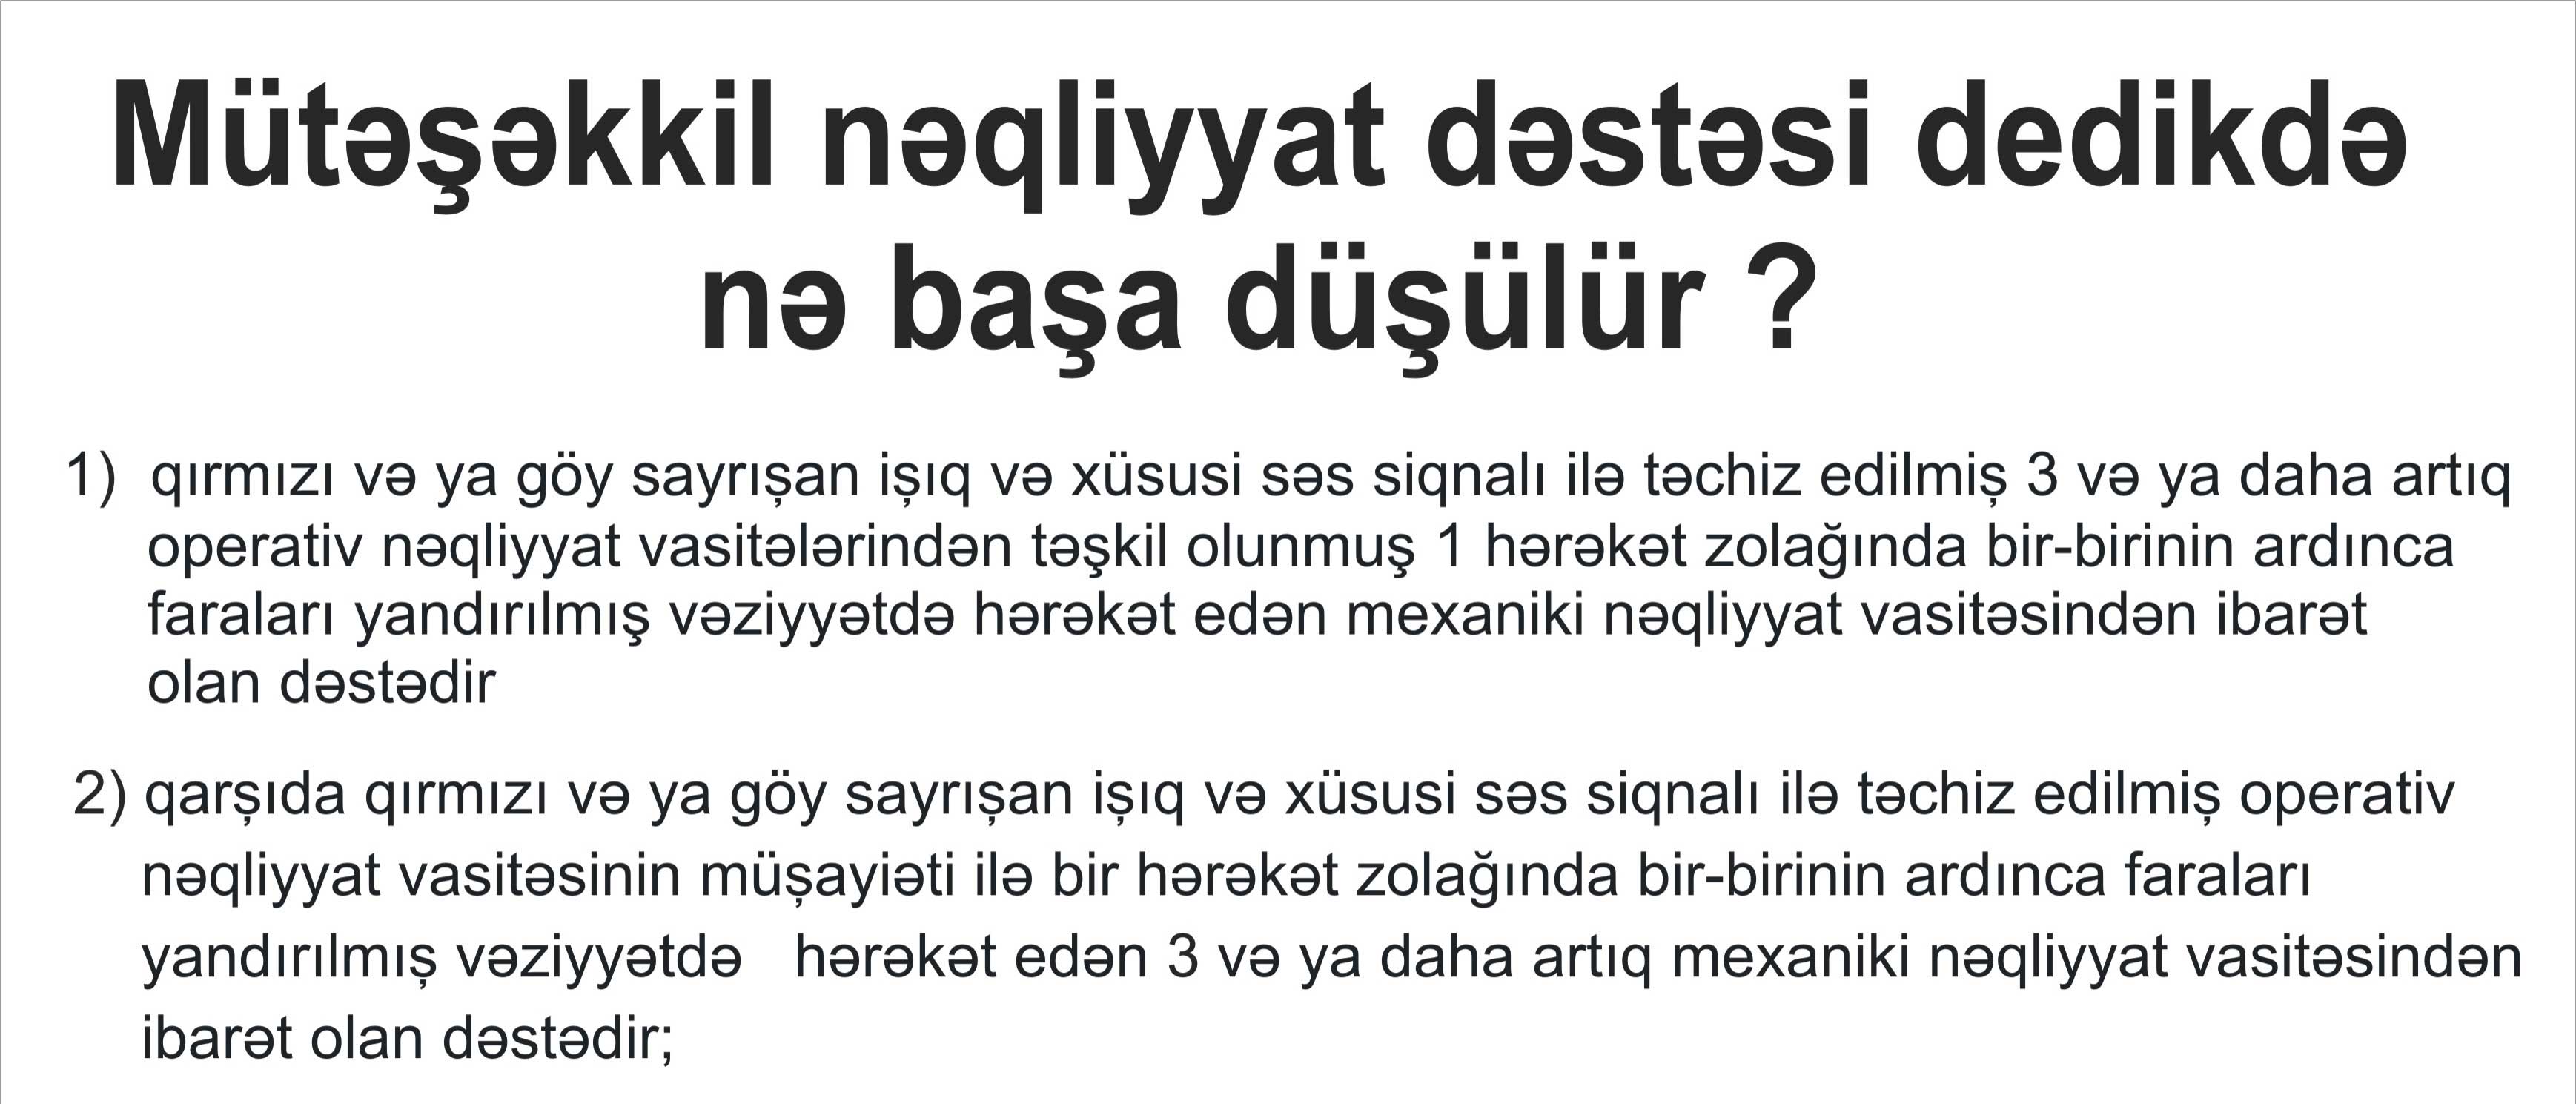 Mütəşəkkil nəqliyyat dəstəsi dedikdə
nə başa düşülür ?
1) qırmızı və ya göy sayrışan işıq və xüsusi səs siqnalı ilə təchiz edilmiş 3 və ya daha artıq
operativ nəqliyyat vasitələrindən təşkil olunmuş 1 hərəkət zolağında bir-birinin ardınca
faraları yandırılmış vəziyyətdə hərəkət edən mexaniki nəqliyyat vasitəsindən ibarət
olan dəstədir
2) qarşıda qırmızı və ya göy sayrışan işıq və xüsusi səs siqnalı ilə təchiz edilmiş operativ
nəqliyyat vasitəsinin müşayiəti ilə bir hərəkət zolağında bir-birinin ardınca faraları
yandırılmış vəziyyətdə hərəkət edən 3 və ya daha artıq mexaniki nəqliyyat vasitəsindən
ibarət olan dəstədir;